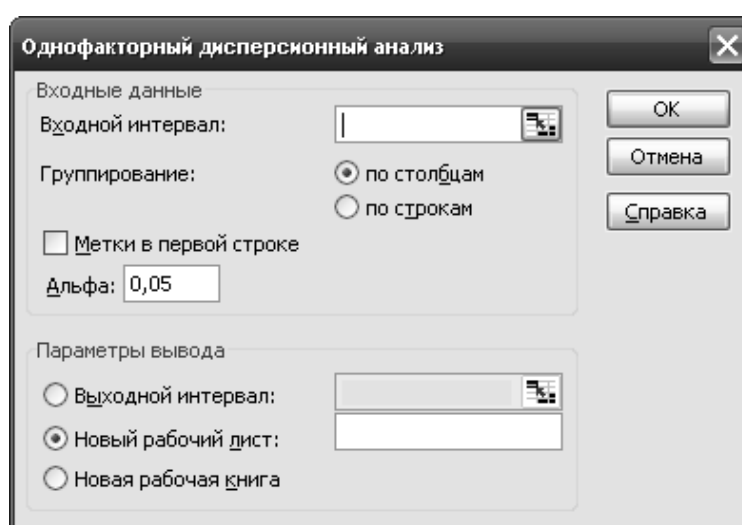 Однофакторный дисперсионный анализ
Входные данные
Входной интервал:
Группирование:
по столбцам
по строкам
Метки в первой строке
Альфа: 0,05
ОК
Отмена
Справка
Параметры вывода
Выходной интервал:
Новый рабочий лист:
Новая рабочая книга